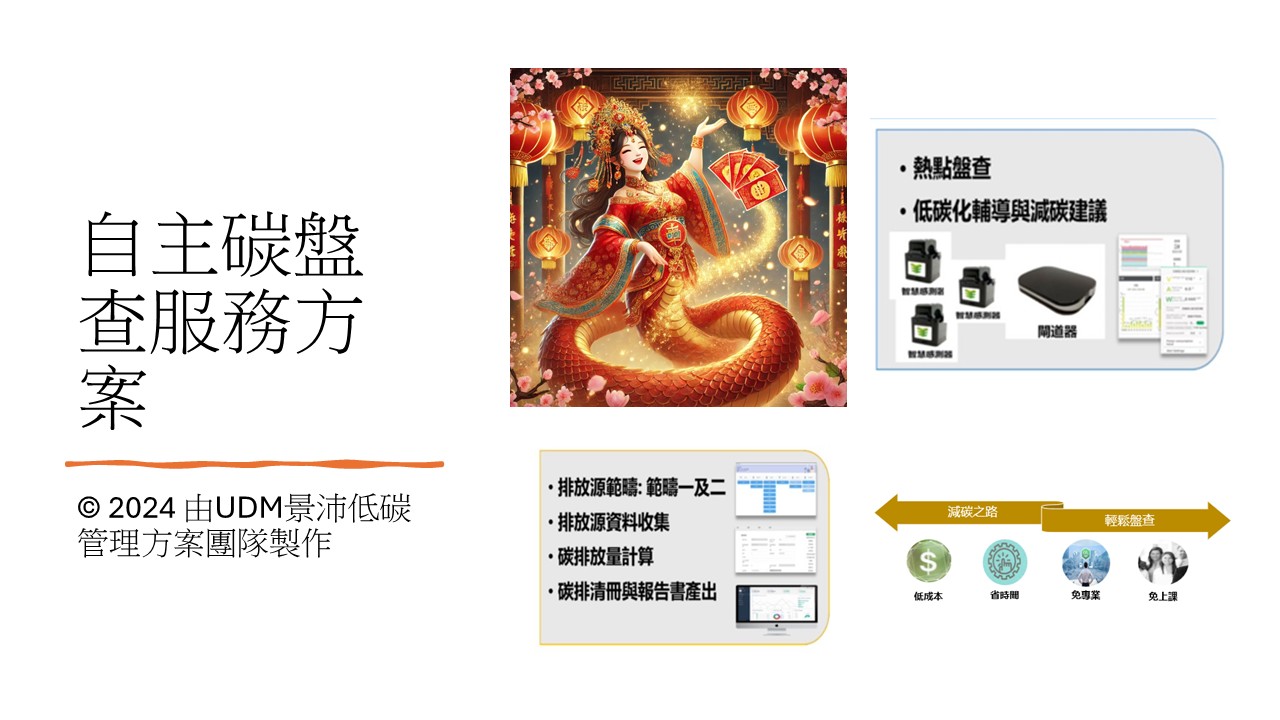 自主碳盤
查服務方
案
© 2024 由UDM景沛低碳
管理方案團隊製作
• 熱點盤查
• 低碳化輔導與減碳建議
智慧感測器
智慧感測器
智慧感測器
閘道器
• 排放源範疇: 範疇一及二
• 排放源資料收集
• 碳排放量計算
• 碳排清冊與報告書產出
減碳之路
輕鬆盤查
低成本
省時間
免專業
免上課